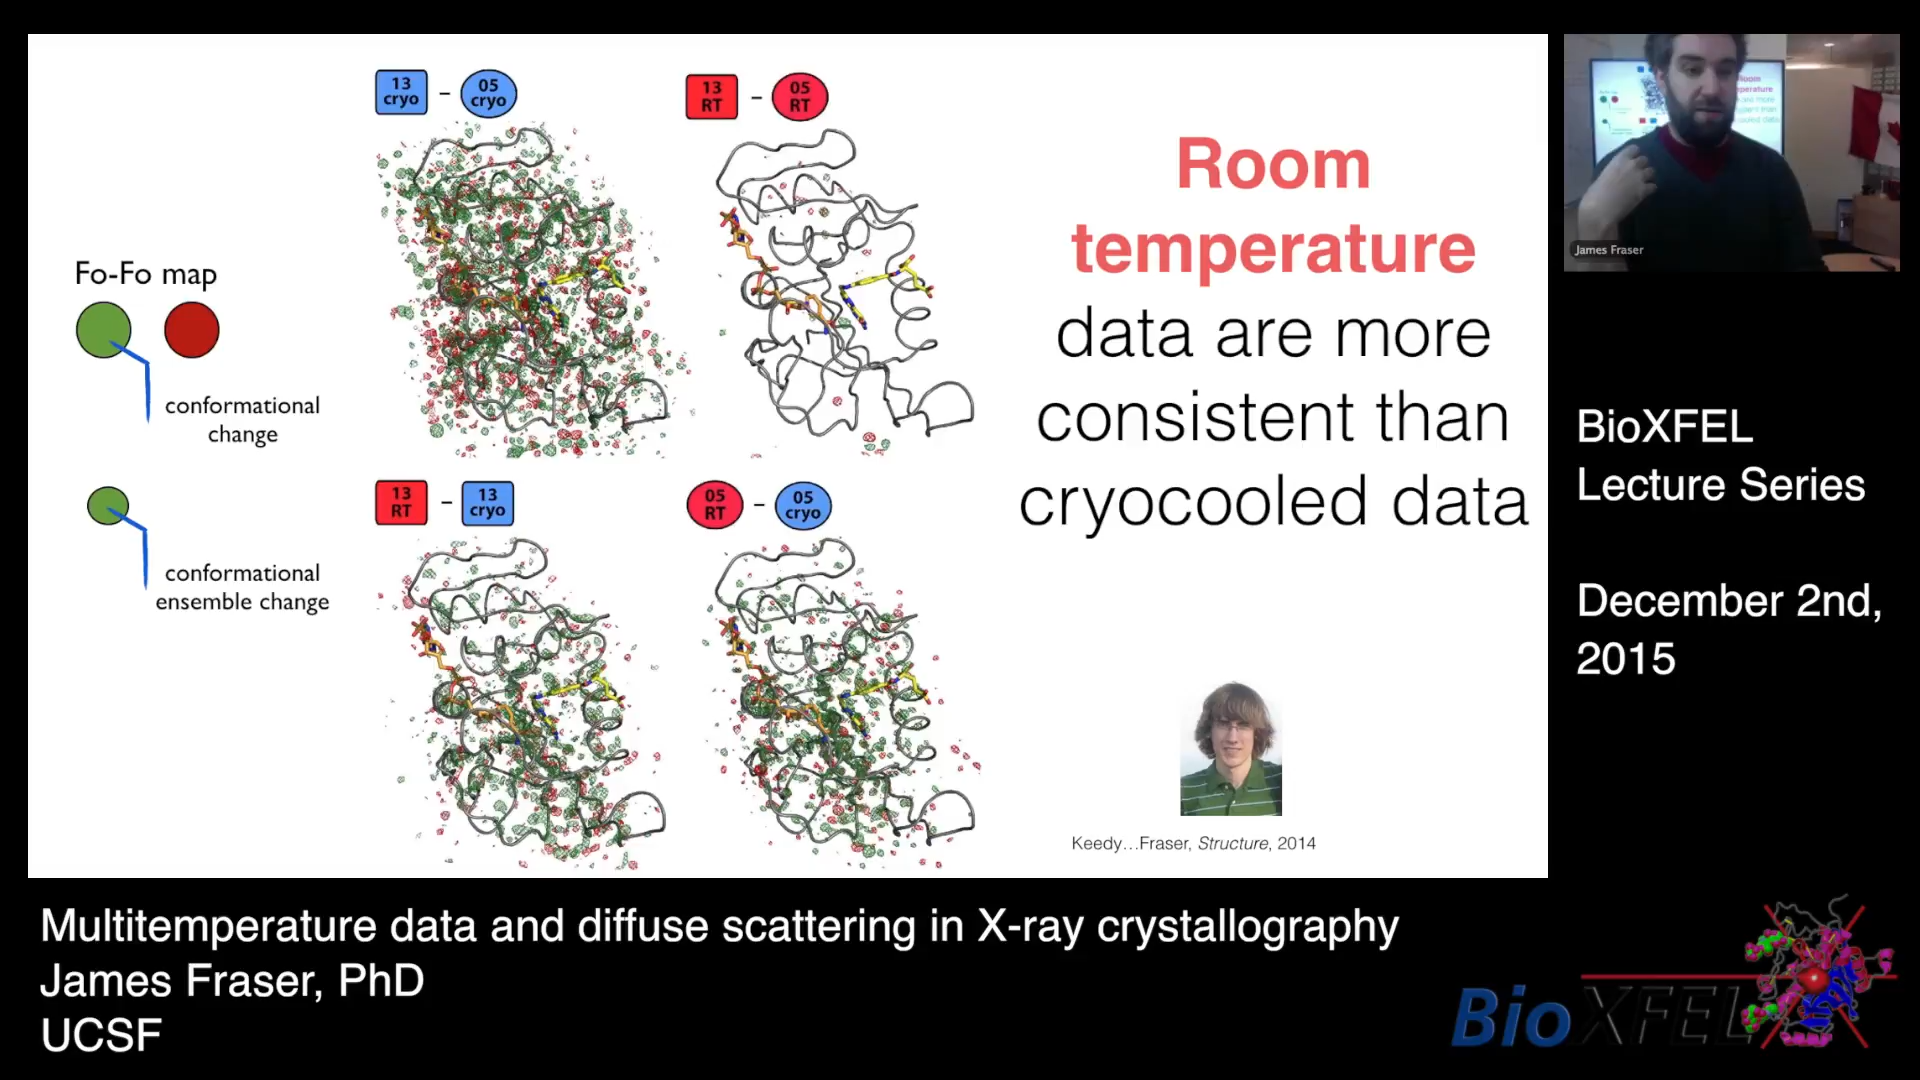 13
cryo
–
05
cryo
13
RT
–
05
RT
Room
temperature
data are more
consistent than
cryocooled data
Fo-Fo map
conformational
change
conformational
ensemble change
13
RT
–
13
cryo
05
RT
–
05
cryo
Keedy…Fraser, Structure, 2014
James Fraser
BioXFEL
Lecture Series
December 2nd,
2015
Multitemperature data and diffuse scattering in X-ray crystallography
James Fraser, PhD
UCSF
BioXFEL